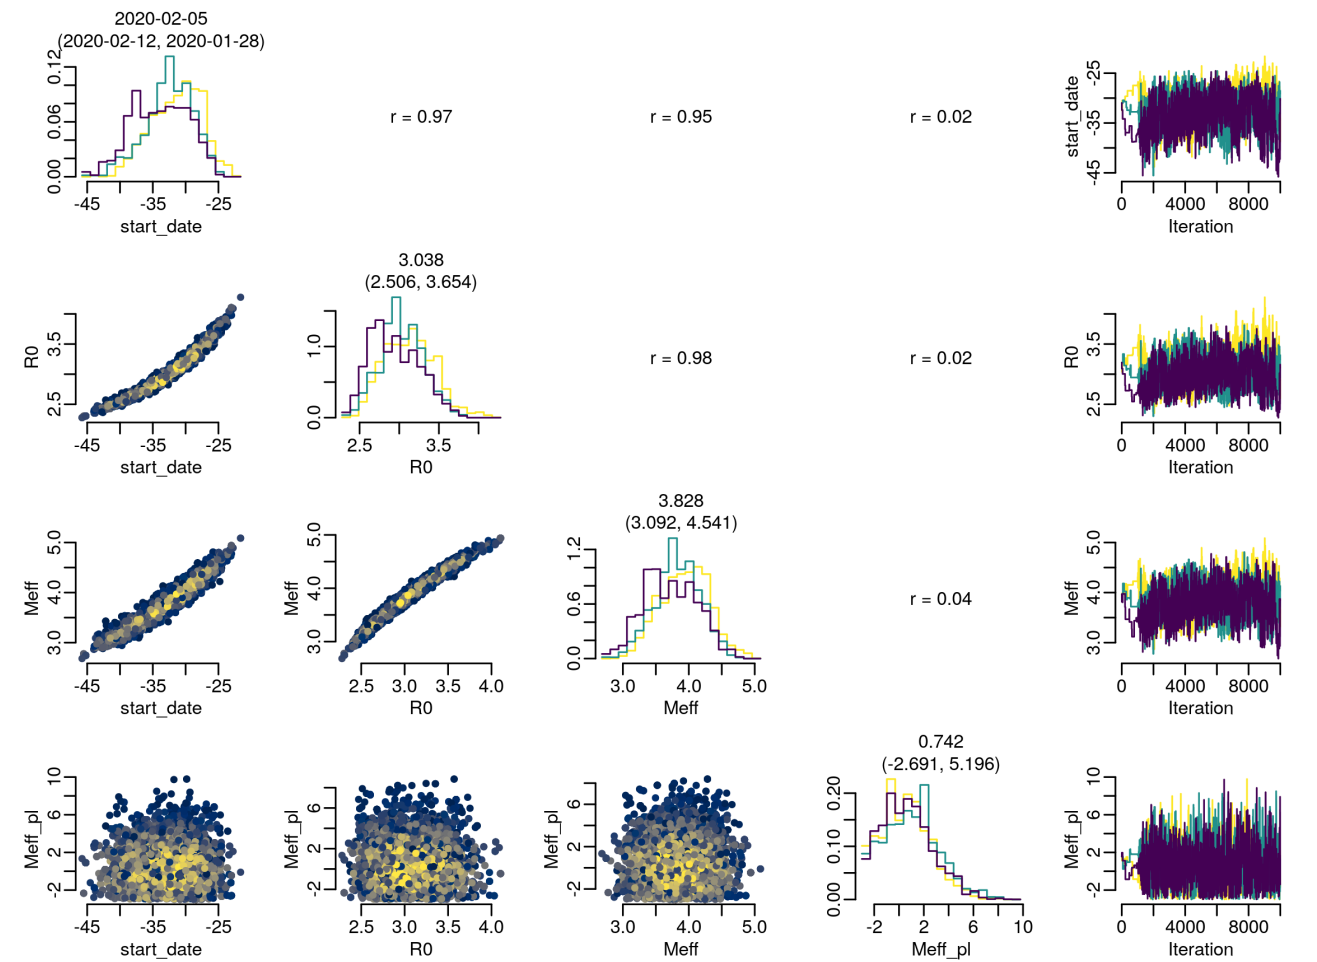 2020-02-05
(2020-02-12, 2020-01-28)
0.00 0.06 0.12
-45 -35 -25
start_date
r = 0.97
r = 0.95
r = 0.02
start_date
-45 -35 -25
0 4000 8000
Iteration
R0
2.5 3.5
-45 -35 -25
start_date
3.038
(2.506, 3.654)
0.0 1.0
2.5 3.5
R0
r = 0.98
r = 0.02
R0
2.5 3.5
0 4000 8000
Iteration
Meff
3.0 4.0 5.0
-45 -35 -25
start_date
Meff
3.0 4.0 5.0
2.5 3.0 3.5 4.0
R0
3.828
(3.092, 4.541)
0.0 0.6 1.2
3.0 4.0 5.0
Meff
r = 0.04
Meff
3.0 4.0 5.0
0 4000 8000
Iteration
Meff_pl
-2 2 6 10
-45 -35 -25
start_date
Meff_pl
-2 2 6
2.5 3.0 3.5 4.0
R0
Meff_pl
-2 2 6
3.0 4.0 5.0
Meff
0.742
(-2.691, 5.196)
0.00 0.10 0.20
-2 2 6 10
Meff_pl
Meff_pl
-2 2 6 10
0 4000 8000
Iteration